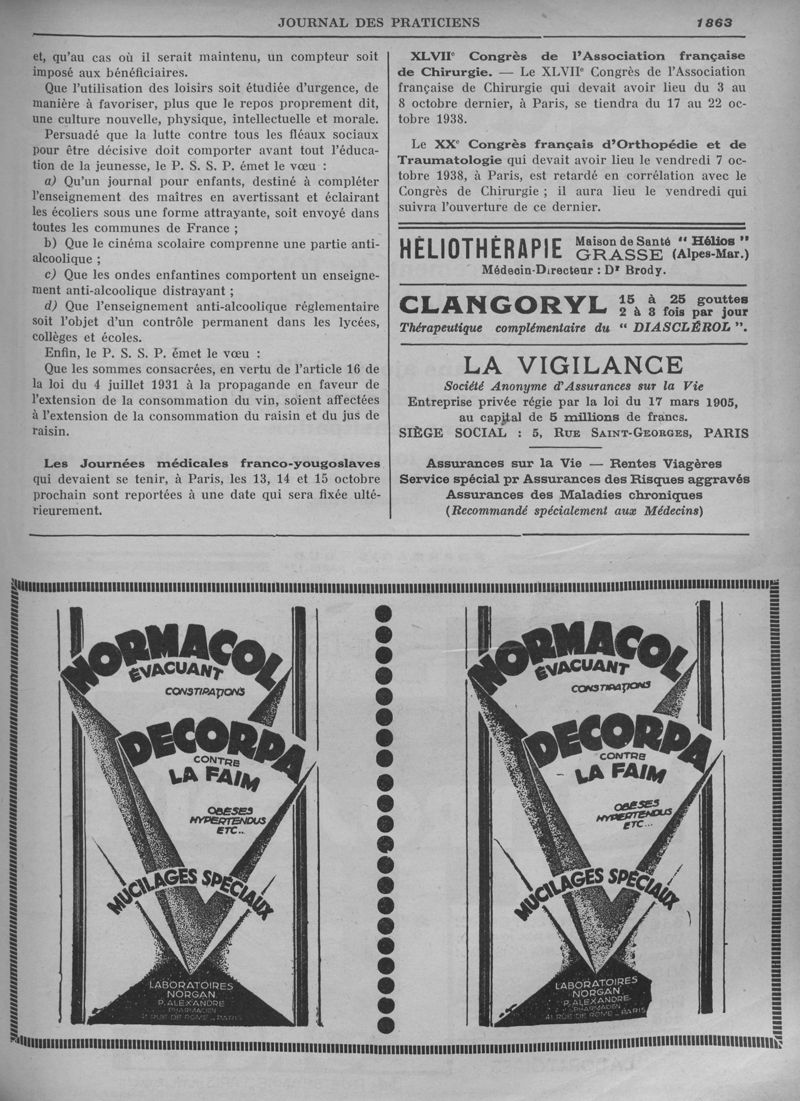 JOURNAL DES PRATICIENS 1863
et, qu'au cas où il serait maintenu, un compteur soit
imposé aux bénéficiaires.
Que l'utilisation des loisirs soit étudiée d'urgence, de
manière à favoriser, plus que le repos proprement dit,
une culture nouvelle, physique, intellectuelle et morale.
Persuadé que la lutte contre tous les fléaux sociaux
pour être décisive doit comporter avant tout l'éduca-
tion de la jeunesse, le P. S. S. P. émet le vœu :
a) Qu'un journal pour enfants, destiné à compléter
l'enseignement des maîtres en avertissant et éclairant
les écoliers sous une forme attrayante, soit envoyé dans
toutes les communes de France ;
b) Que le cinéma scolaire comprenne une partie anti-
alcoolique ;
c) Que les ondes enfantines comportent un enseigne-
ment anti-alcoolique distrayant ;
d) Que l'enseignement anti-alcoolique réglementaire
soit l'objet d'un contrôle permanent dans les lycées,
collèges et écoles.
Enfin, le P. S. S. P. émet le vœu :
Que les sommes consacrées, en vertu de l'article 16 de
la loi du 4 juillet 1931 à la propagande en faveur de
l'extension de la consommation du vin, soient affectées
à l'extension de la consommation du raisin et du jus de
raisin.
Les Journées médicales franco-yougoslaves
qui devaient se tenir, à Paris, les 13, 14 et 15 octobre
prochain sont reportées à une date qui sera fixée ulté-
rieurement.
XLVIIe Congrès de l'Association française
de Chirurgie. — Le XLVIIe Congrès de l'Association
française de Chirurgie qui devait avoir lieu du 3 au
8 octobre dernier, à Paris, se tiendra du 17 au 22 oc-
tobre 1938.
Le XXe Congrès français d'Orthopédie et de
Traumatologie qui devait avoir lieu le vendredi 7 oc-
tobre 1938, à Paris, est retardé en corrélation avec le
Congrès de Chirurgie ; il aura lieu le vendredi qui
suivra l'ouverture de ce dernier.
HÉLIOTHÉRAPIE Maison de Santé " Hélios "
GRASSE (Alpes-Mar.)
Médecin-Directeur : Dr Brody.
CLANGORYL 15 à 25 gouttes
2 à 3 fois par jour
Thérapeutique complémentaire du " DIASCLÉROL ".
LA VIGILANCE
Société Anonyme d'Assurances sur la Vie
Entreprise privée régie par la loi du 17 mars 1905,
au capital de 5 millions de francs.
SIÈGE SOCIAL : 5, RUE SAINT-GEORGES, PARIS
Assurances sur la Vie — Rentes Viagères
Service spécial pr Assurances des Risques aggravés
Assurances des Maladies chroniques
(Recommandé spécialement aux Médecins)
NORMACOL
ÉVACUANT
CONSTIPATIONS
DECORPA
CONTRE
LA FAIM
OBESES
HYPERTENDUS
ETC...
MUCILAGES SPÉCIAUX
LABORATOIRES
NORGAN
P. ALEXANDRE
PHARMACIEN
41 RUE DE ROME _ PARIS
NORMACOL
ÉVACUANT
CONSTIPATIONS
DECORPA
CONTRE
LA FAIM
OBESES
HYPERTENDUS
ETC...
MUCILAGES SPÉCIAUX
LABORATOIRES
NORGAN
P. ALEXANDRE
PHARMACIEN
41 RUE DE ROME _ PARIS